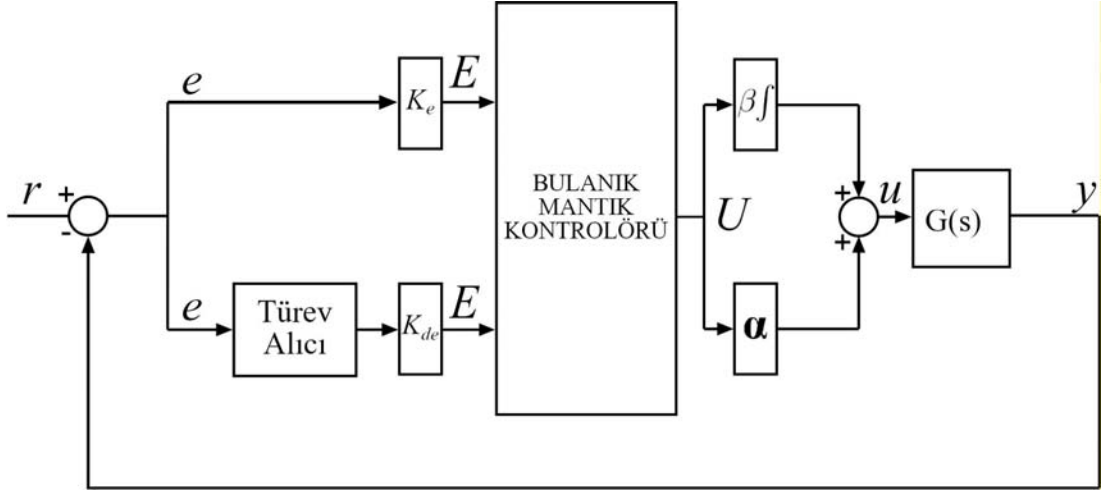 e
K_e
E
β∫
BULANIK
MANTIK
KONTROLÖRÜ
r
+
-
U
+
+
u
G(s)
y
e
Türev
Alıcı
K_de
E
α